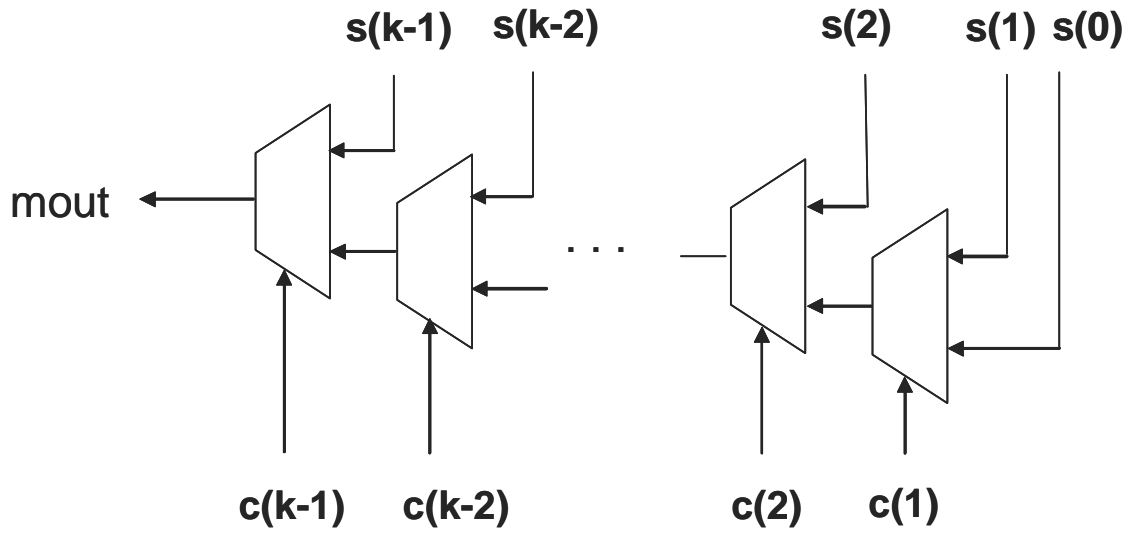 s(k-1) s(k-2) s(2) s(1) s(0)
mout
. . .
c(k-1) c(k-2) c(2) c(1)